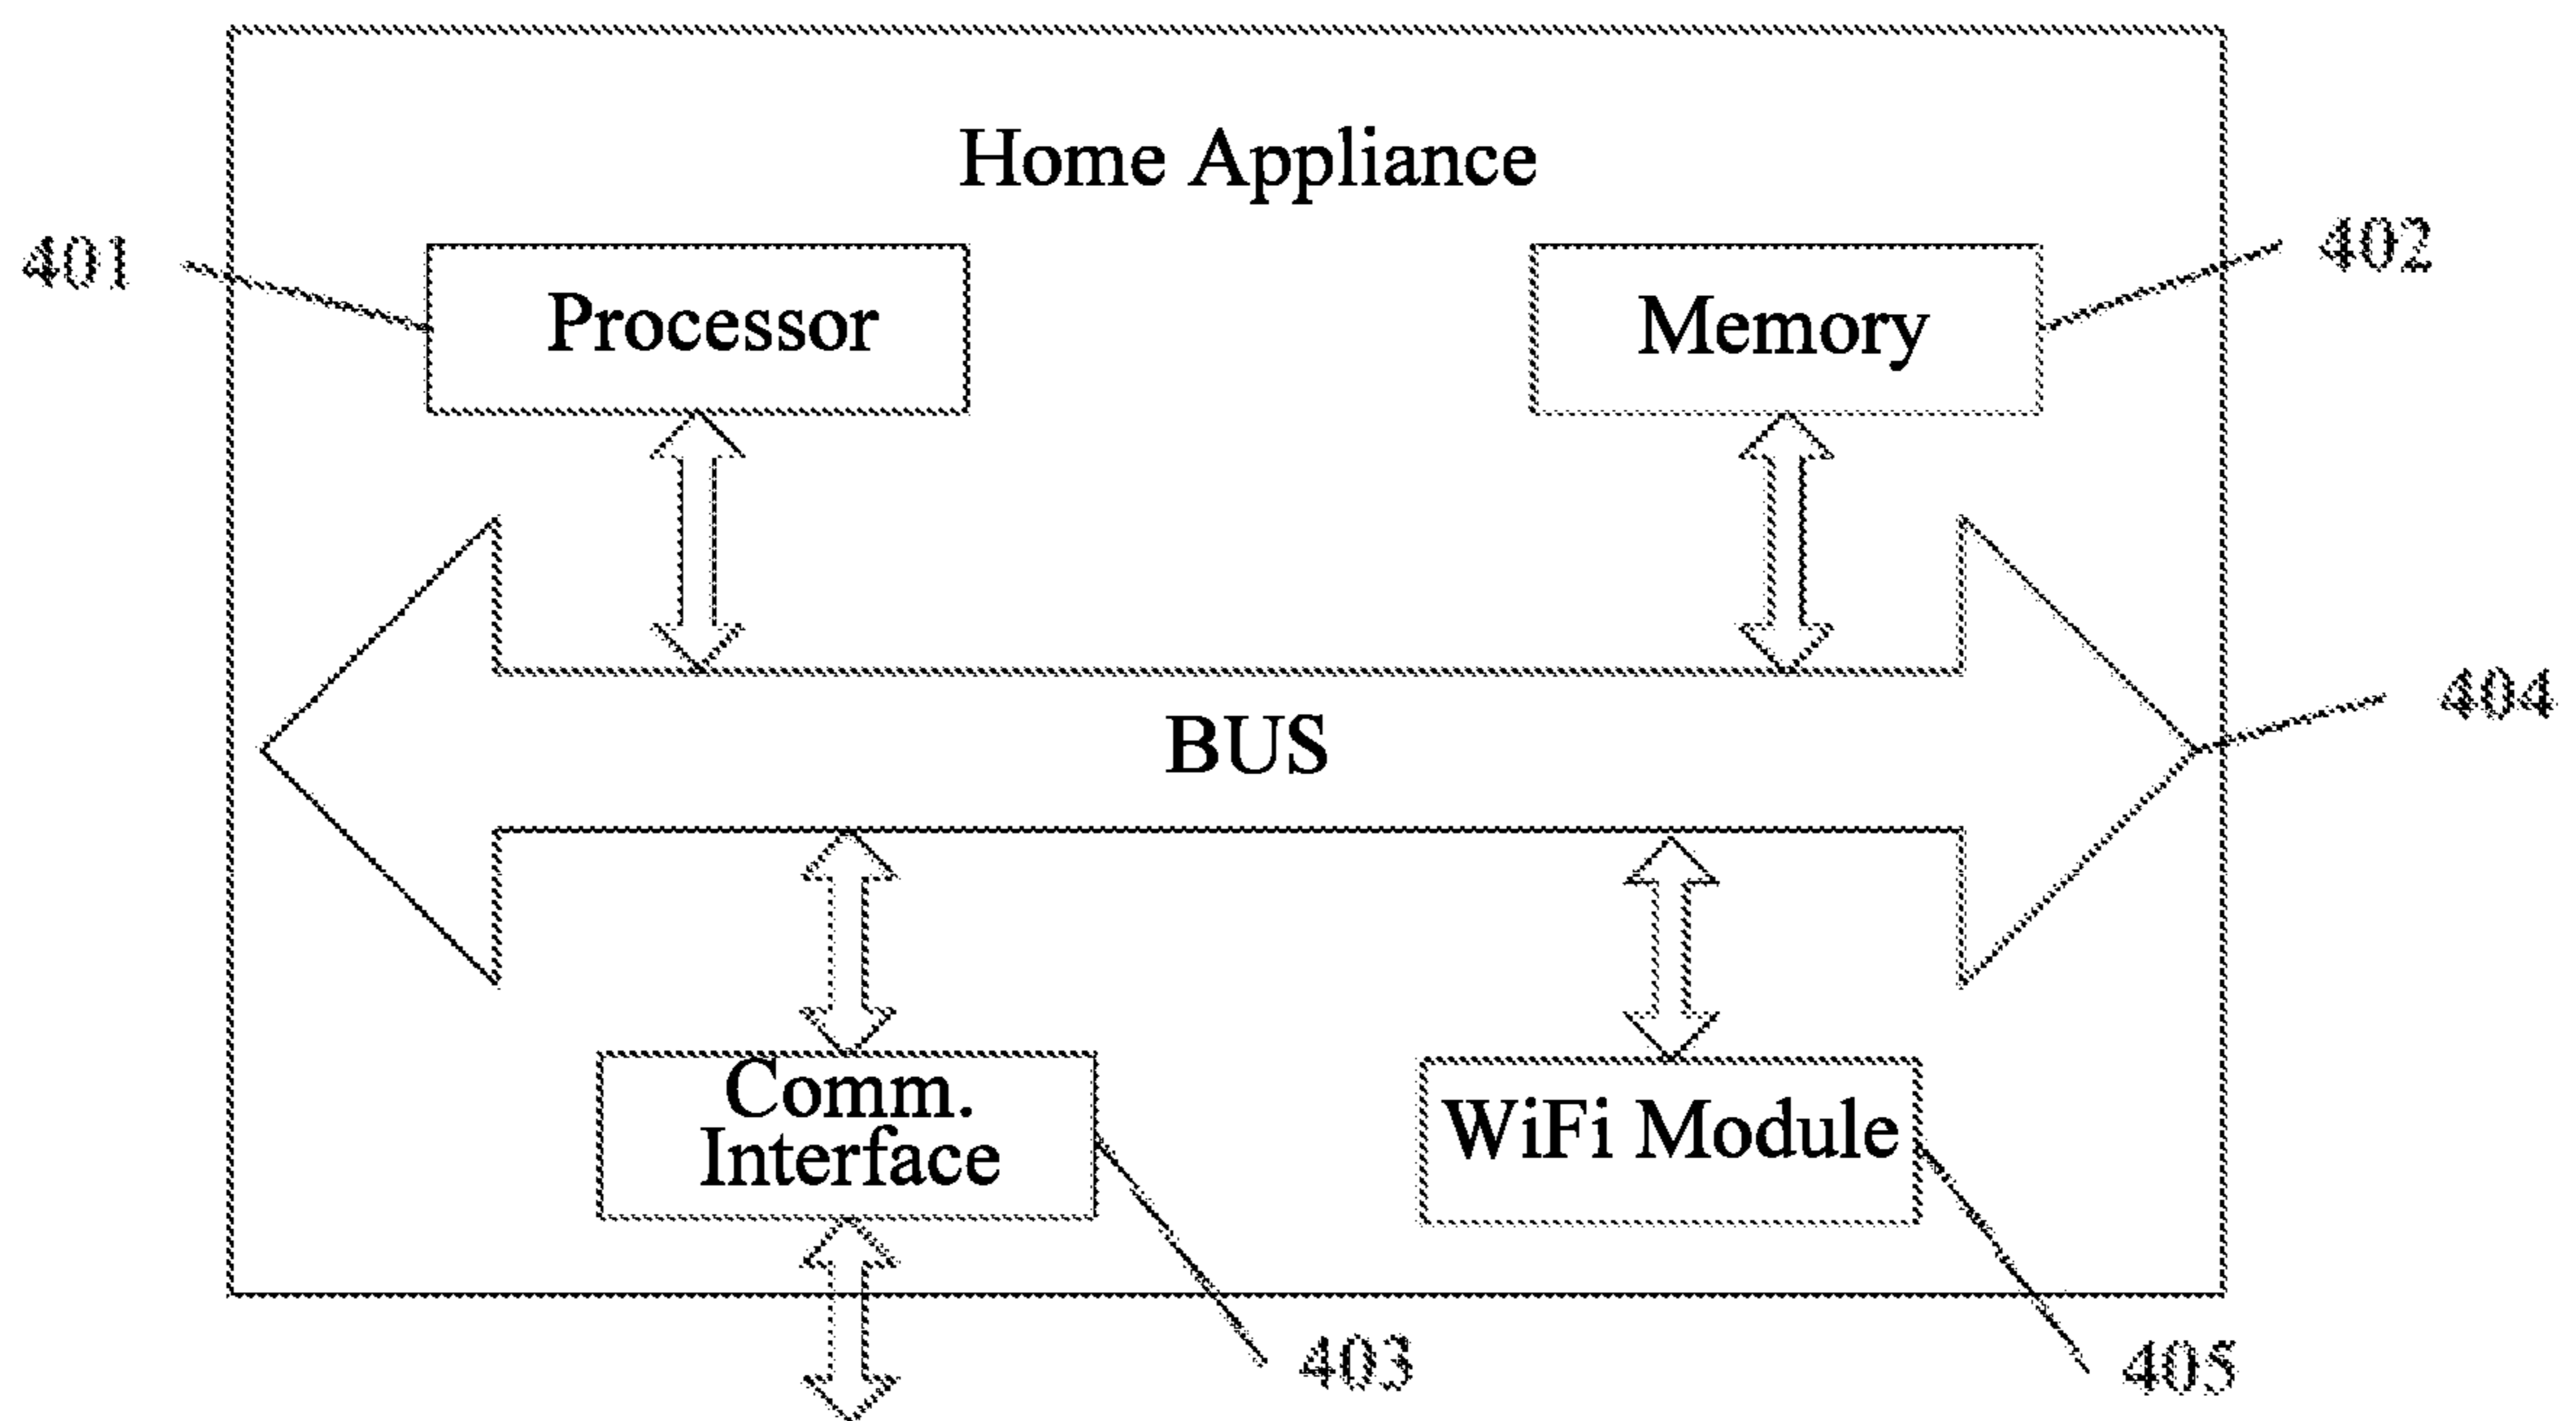 Home Appliance
401
Processor
Memory
402
BUS
404
Comm.
Interface
WiFi Module
403
405